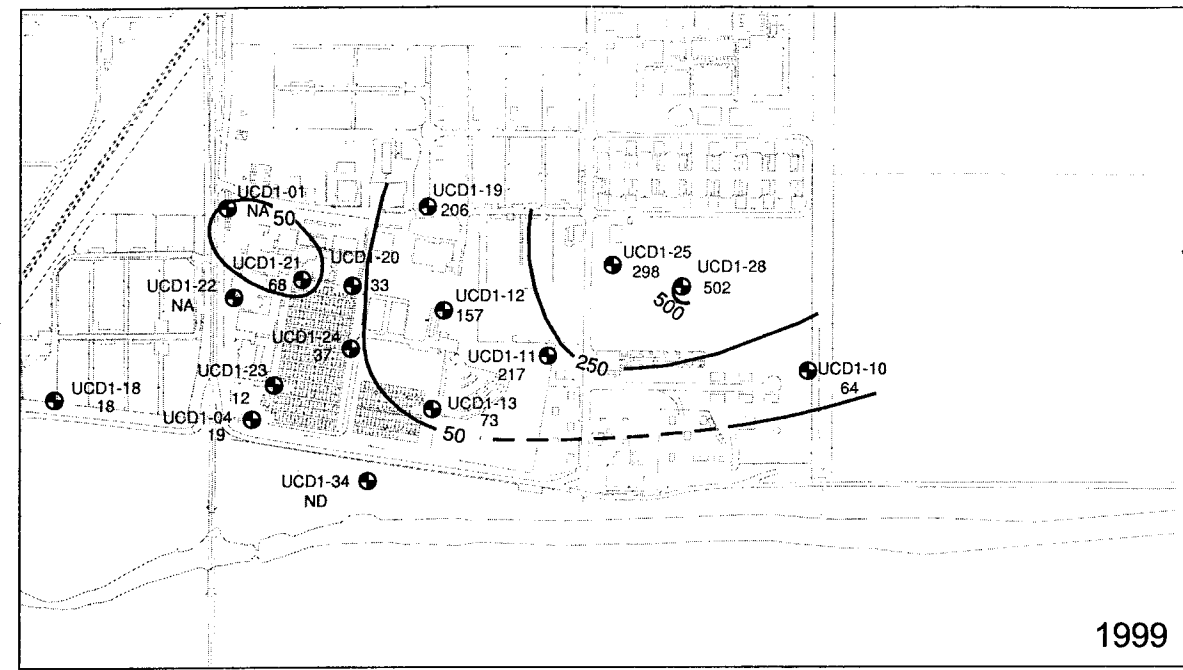 UCD1-01
NA
50
UCD1-19
206
UCD1-21
68
UCD1-20
33
UCD1-22
NA
UCD1-25
298
UCD1-28
502
500
UCD1-12
157
UCD1-24
37
UCD1-11
217
250
UCD1-10
64
UCD1-23
12
UCD1-18
18
UCD1-04
19
UCD1-13
73
50
UCD1-34
ND
1999